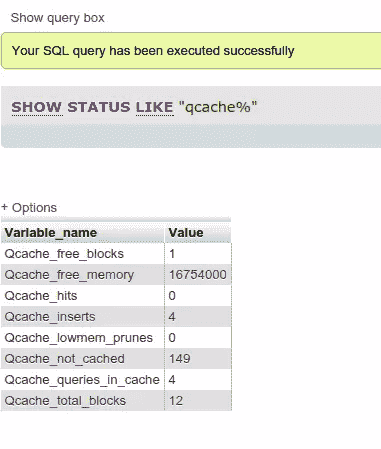 Show query box
Your SQL query has been executed successfully
SHOW STATUS LIKE "qcache%"
+ Options
Variable_name Value
Qcache_free_blocks 1
Qcache_free_memory 16754000
Qcache_hits 0
Qcache_inserts 4
Qcache_lowmem_prunes 0
Qcache_not_cached 149
Qcache_queries_in_cache 4
Qcache_total_blocks 12